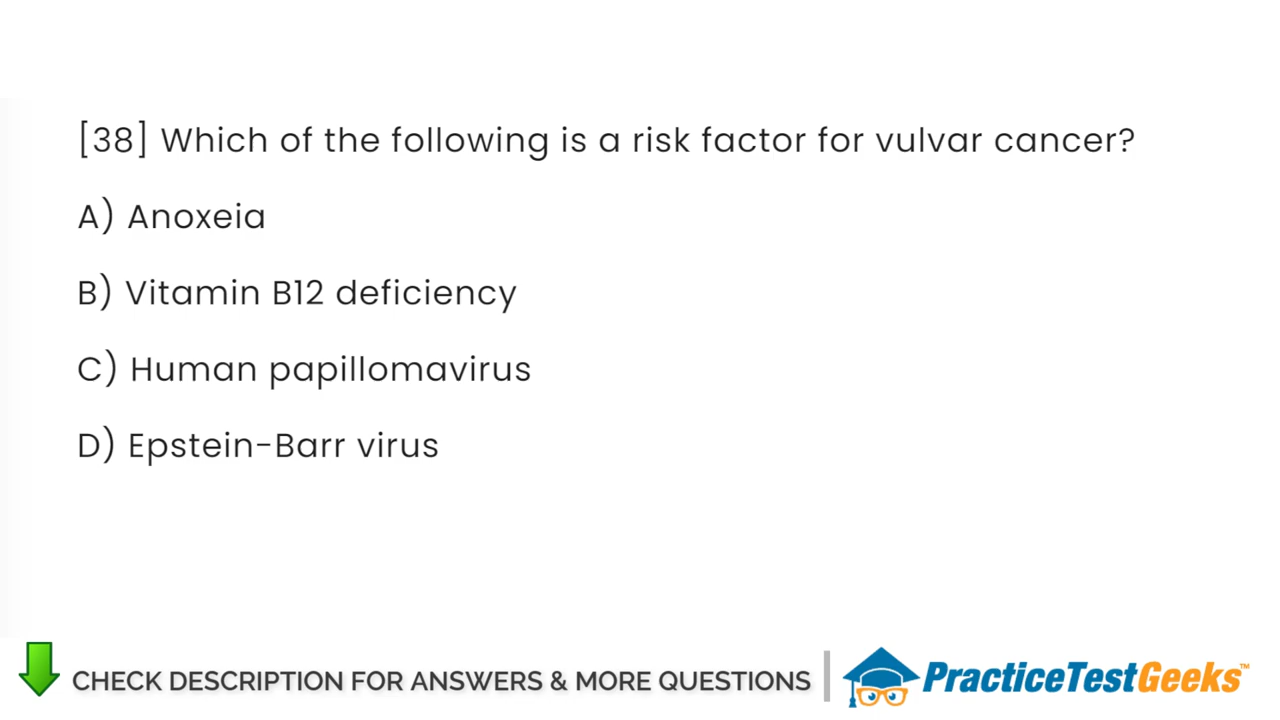 [38] Which of the following is a risk factor for vulvar cancer?
A) Anoxeia
B) Vitamin B12 deficiency
C) Human papillomavirus
D) Epstein-Barr virus
CHECK DESCRIPTION FOR ANSWERS & MORE QUESTIONS
PracticeTestGeeks™